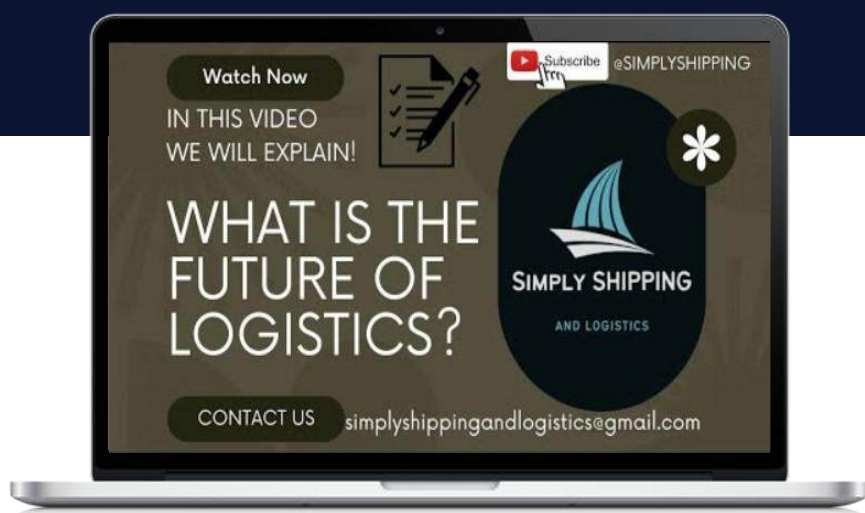 Watch Now
Subscribe
@SIMPLYSHIPPING
IN THIS VIDEO
WE WILL EXPLAIN!
WHAT IS THE
FUTURE OF
LOGISTICS?
SIMPLY SHIPPING
AND LOGISTICS
CONTACT US
simplyshippingandlogistics@gmail.com